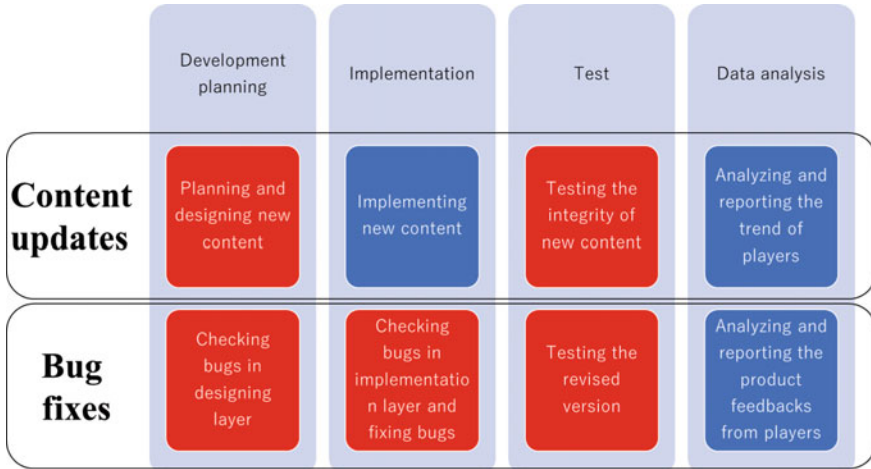 Development
planning
Implementation
Test
Data analysis
Content
updates
Planning and
designing new
content
Implementing
new content
Testing the
integrity of
new content
Analyzing and
reporting the
trend of
players
Bug
fixes
Checking
bugs in
designing
layer
Checking
bugs in
implementatio
n layer and
fixing bugs
Testing the
revised
version
Analyzing and
reporting the
product
feedbacks
from players